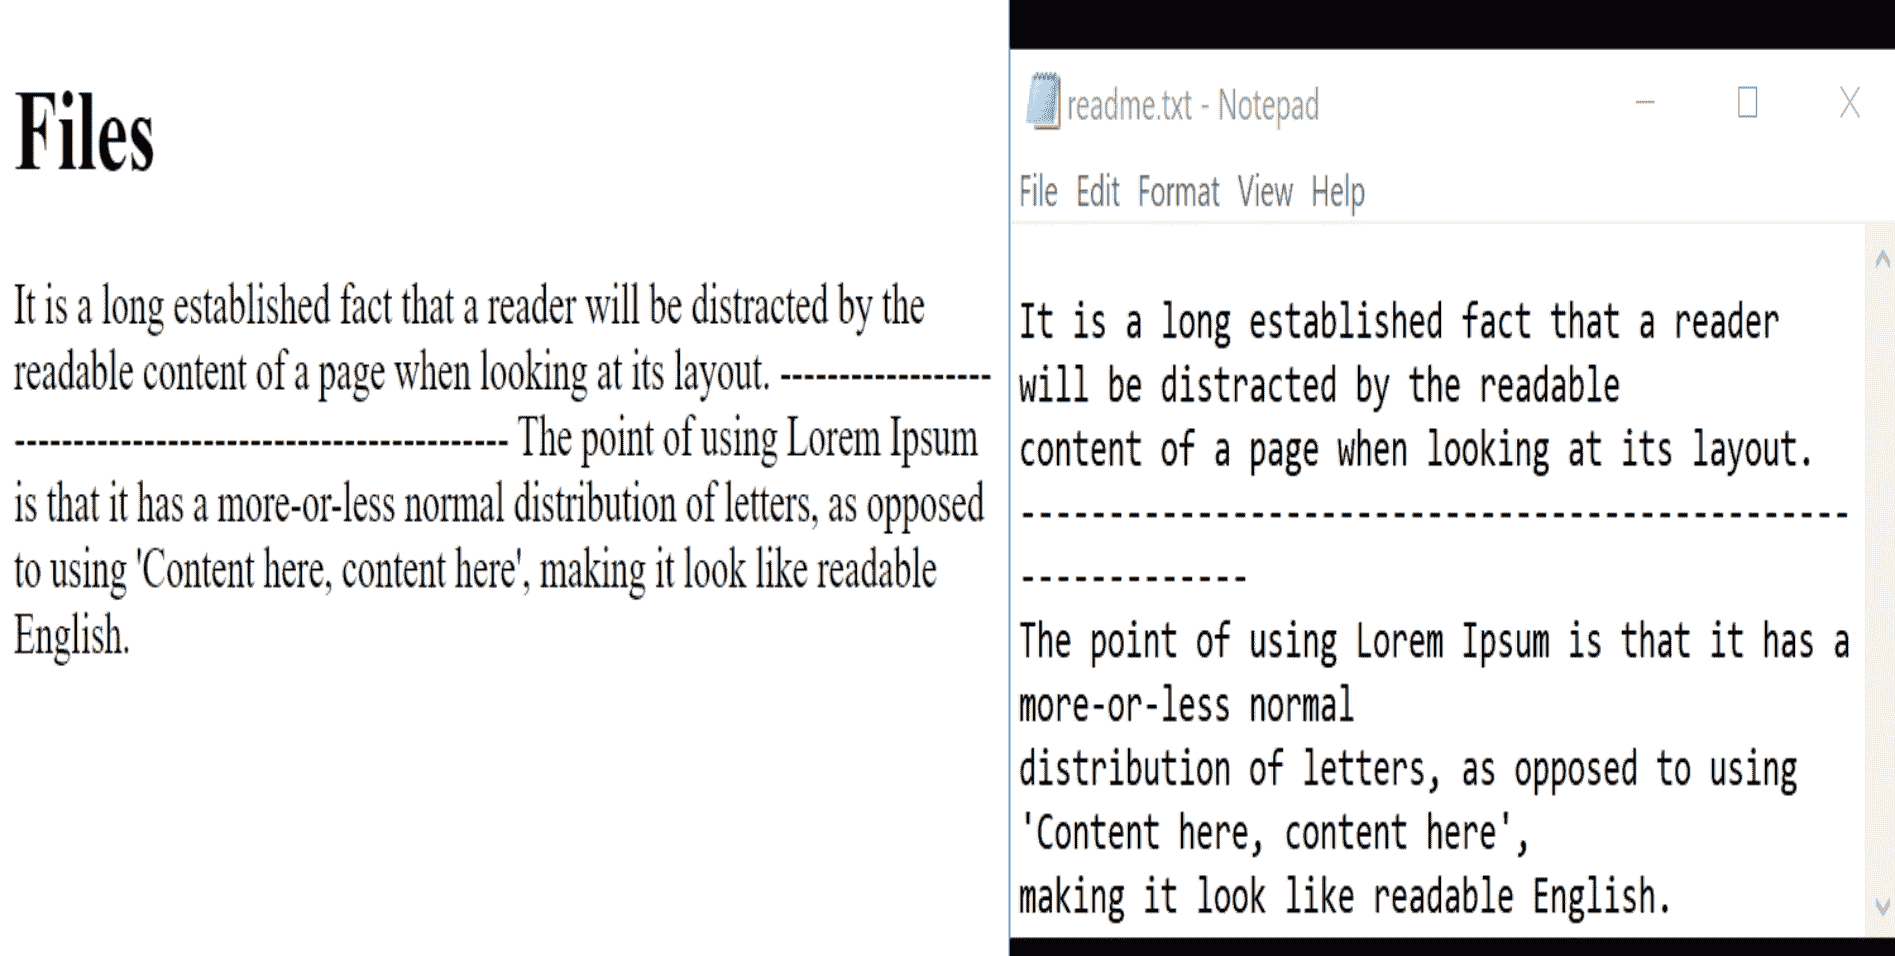 Files
It is a long established fact that a reader will be distracted by the
readable content of a page when looking at its layout. ------------------
------------------------------------------ The point of using Lorem Ipsum
is that it has a more-or-less normal distribution of letters, as opposed
to using 'Content here, content here', making it look like readable
English.
readme.txt - Notepad
File Edit Format View Help
It is a long established fact that a reader
will be distracted by the readable
content of a page when looking at its layout.
-----------------------------------------------
-------------
The point of using Lorem Ipsum is that it has a
more-or-less normal
distribution of letters, as opposed to using
'Content here, content here',
making it look like readable English.